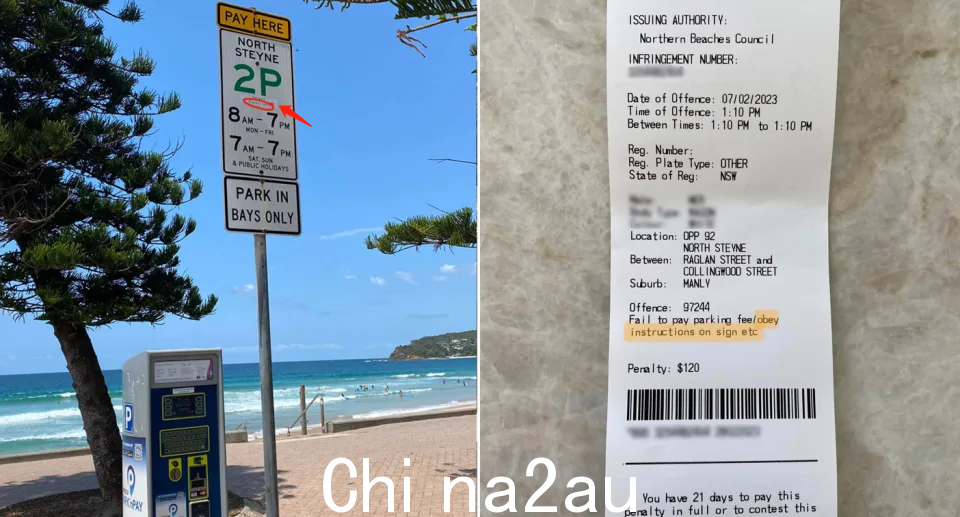 PAY HERE
NORTH
STEYNE
2P
8AM - 7PM
MON - FRI
7AM - 7PM
SAT, SUN
& PUBLIC HOLIDAYS
PARK IN
BAYS ONLY
P
ISSUING AUTHORITY:
Northern Beaches Council
INFRINGEMENT NUMBER:
Date of Offence: 07/02/2023
Time of Offence: 1:10 PM
Between Times: 1:10 PM to 1:10 PM
Reg. Number:
Reg. Plate Type: OTHER
State of Reg: NSW
Location: OPP 92
NORTH STEYNE
Between: RAGLAN STREET and
COLLINGWOOD STREET
Suburb: MANLY
Offence: 97244
Fail to pay parking fee/obey
instructions on sign etc
Penalty: $120
You have 21 days to pay this
penalty in full or to contest this
China2au